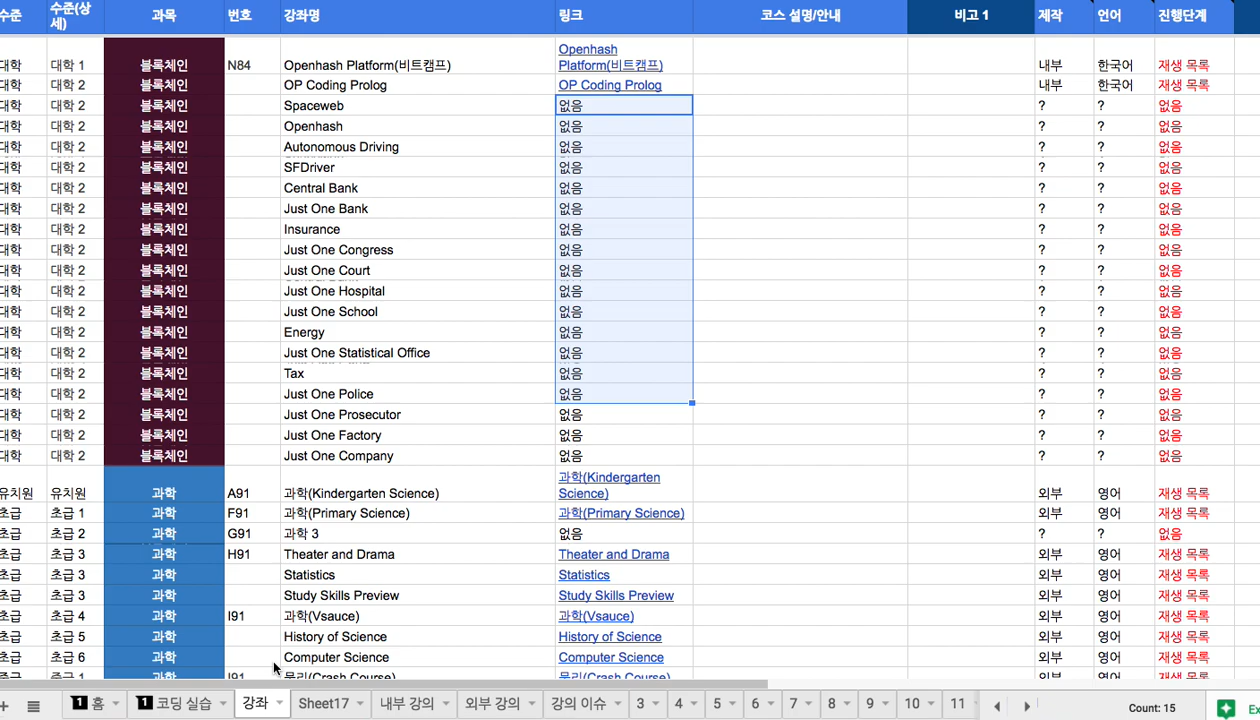 수준 수준(상세) 과목 번호 강좌명 링크 코스 설명/안내 비고 1 제작 언어 진행단계
대학 대학 1 블록체인 N84 Openhash Platform(비트캠프) Openhash Platform(비트캠프) 내부 한국어 재생 목록
대학 대학 2 블록체인 OP Coding Prolog OP Coding Prolog 내부 한국어 재생 목록
대학 대학 2 블록체인 Spaceweb 없음 ? ? 없음
대학 대학 2 블록체인 Openhash 없음 ? ? 없음
대학 대학 2 블록체인 Autonomous Driving 없음 ? ? 없음
대학 대학 2 블록체인 SFDriver 없음 ? ? 없음
대학 대학 2 블록체인 Central Bank 없음 ? ? 없음
대학 대학 2 블록체인 Just One Bank 없음 ? ? 없음
대학 대학 2 블록체인 Insurance 없음 ? ? 없음
대학 대학 2 블록체인 Just One Congress 없음 ? ? 없음
대학 대학 2 블록체인 Just One Court 없음 ? ? 없음
대학 대학 2 블록체인 Just One Hospital 없음 ? ? 없음
대학 대학 2 블록체인 Just One School 없음 ? ? 없음
대학 대학 2 블록체인 Energy 없음 ? ? 없음
대학 대학 2 블록체인 Just One Statistical Office 없음 ? ? 없음
대학 대학 2 블록체인 Tax 없음 ? ? 없음
대학 대학 2 블록체인 Just One Police 없음 ? ? 없음
대학 대학 2 블록체인 Just One Prosecutor 없음 ? ? 없음
대학 대학 2 블록체인 Just One Factory 없음 ? ? 없음
대학 대학 2 블록체인 Just One Company 없음 ? ? 없음
유치원 유치원 과학 A91 과학(Kindergarten Science) 과학(Kindergarten Science) 외부 영어 재생 목록
초급 초급 1 과학 F91 과학(Primary Science) 과학(Primary Science) 외부 영어 재생 목록
초급 초급 2 과학 G91 과학 3 없음 ? ? 없음
초급 초급 3 과학 H91 Theater and Drama Theater and Drama 외부 영어 재생 목록
초급 초급 3 과학 Statistics Statistics 외부 영어 재생 목록
초급 초급 3 과학 Study Skills Preview Study Skills Preview 외부 영어 재생 목록
초급 초급 4 과학 I91 과학(Vsauce) 과학(Vsauce) 외부 영어 재생 목록
초급 초급 5 과학 History of Science History of Science 외부 영어 재생 목록
초급 초급 6 과학 Computer Science Computer Science 외부 영어 재생 목록
중급 중급 1 과학 물리(Crash Course) 물리(Crash Course) 외부 영어 재생 목록
1 홈 1 코딩 실습 강좌 Sheet17 내부 강의 외부 강의 강의 이슈 3 4 5 6 7 8 9 10 11 Count: 15